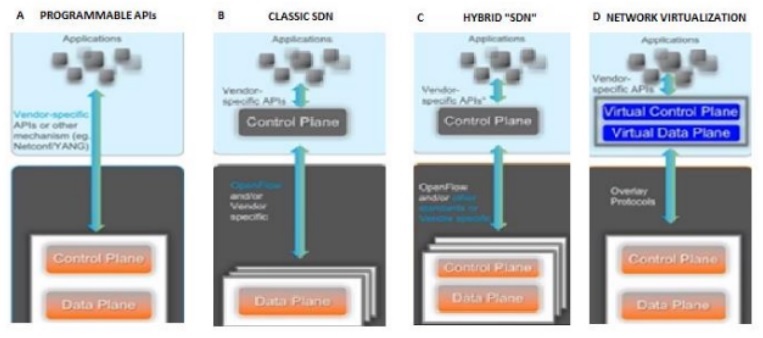 A PROGRAMMABLE APIs
Applications
Vendor-specific
APIs or other
mechanism (eg.
Netconf/YANG)
Control Plane
Data Plane
B CLASSIC SDN
Applications
Vendor-
specific APIs
Control Plane
OpenFlow
and/or
Vendor
specific
Data Plane
C HYBRID "SDN"
Applications
Vendor-
specific APIs"
Control Plane
OpenFlow
and/or other
standards or
Vendor specific
Control Plane
Data Plane
D NETWORK VIRTUALIZATION
Applications
Vendor-
specific APIs
Virtual Control Plane
Virtual Data Plane
Overlay
Protocols
Control Plane
Data Plane